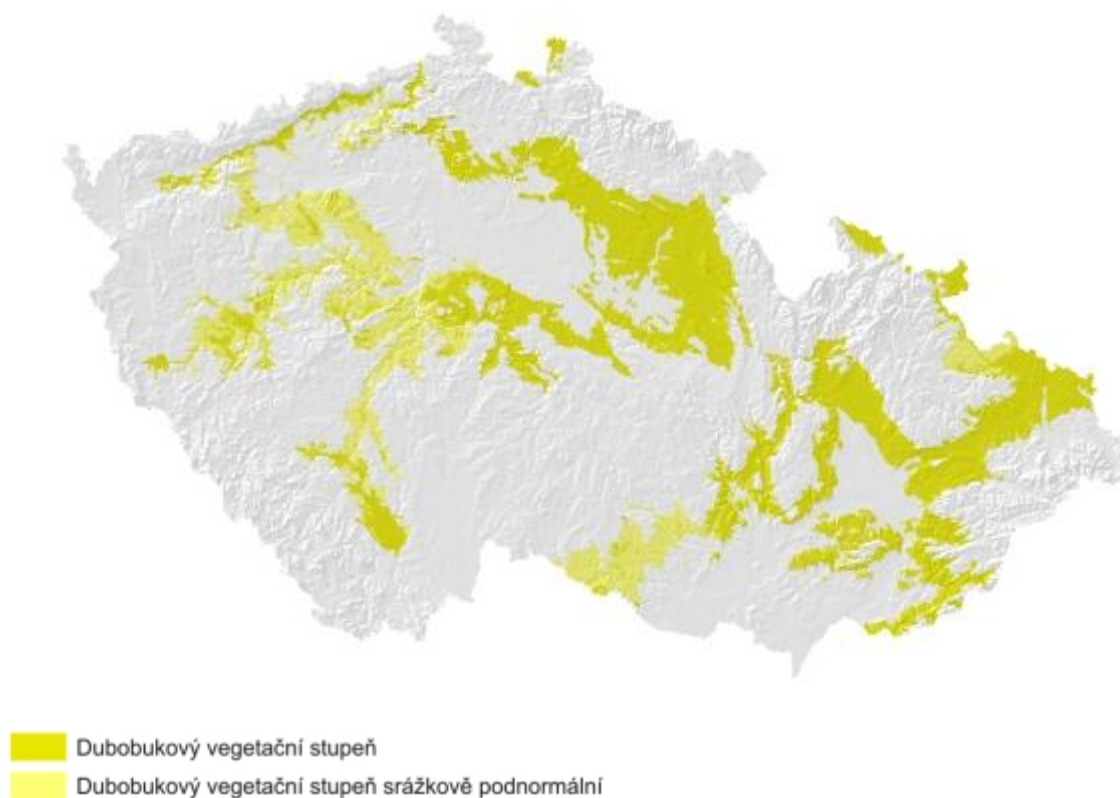 Dubobukový vegetační stupeň
Dubobukový vegetační stupeň srážkově podnormální